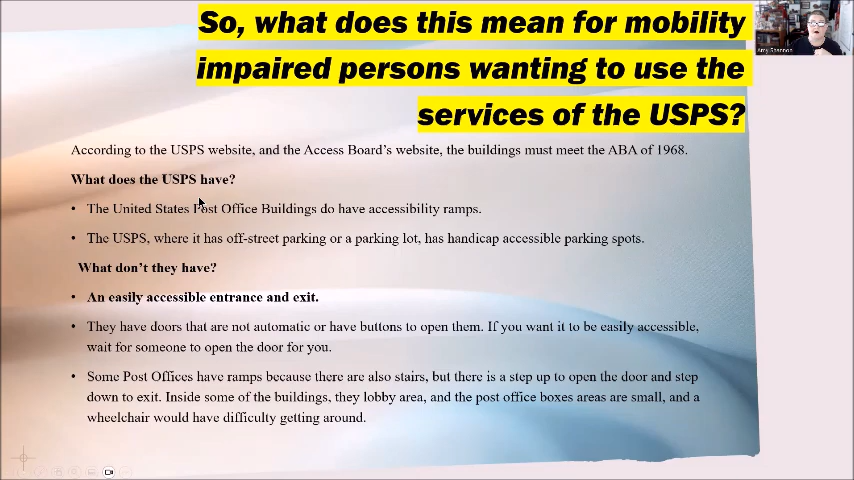 So, what does this mean for mobility
impaired persons wanting to use the
services of the USPS?
Amy Shannon
According to the USPS website, and the Access Board's website, the buildings must meet the ABA of 1968.
What does the USPS have?
• The United States Post Office Buildings do have accessibility ramps.
• The USPS, where it has off-street parking or a parking lot, has handicap accessible parking spots.
What don't they have?
• An easily accessible entrance and exit.
• They have doors that are not automatic or have buttons to open them. If you want it to be easily accessible,
wait for someone to open the door for you.
• Some Post Offices have ramps because there are also stairs, but there is a step up to open the door and step
down to exit. Inside some of the buildings, they lobby area, and the post office boxes areas are small, and a
wheelchair would have difficulty getting around.